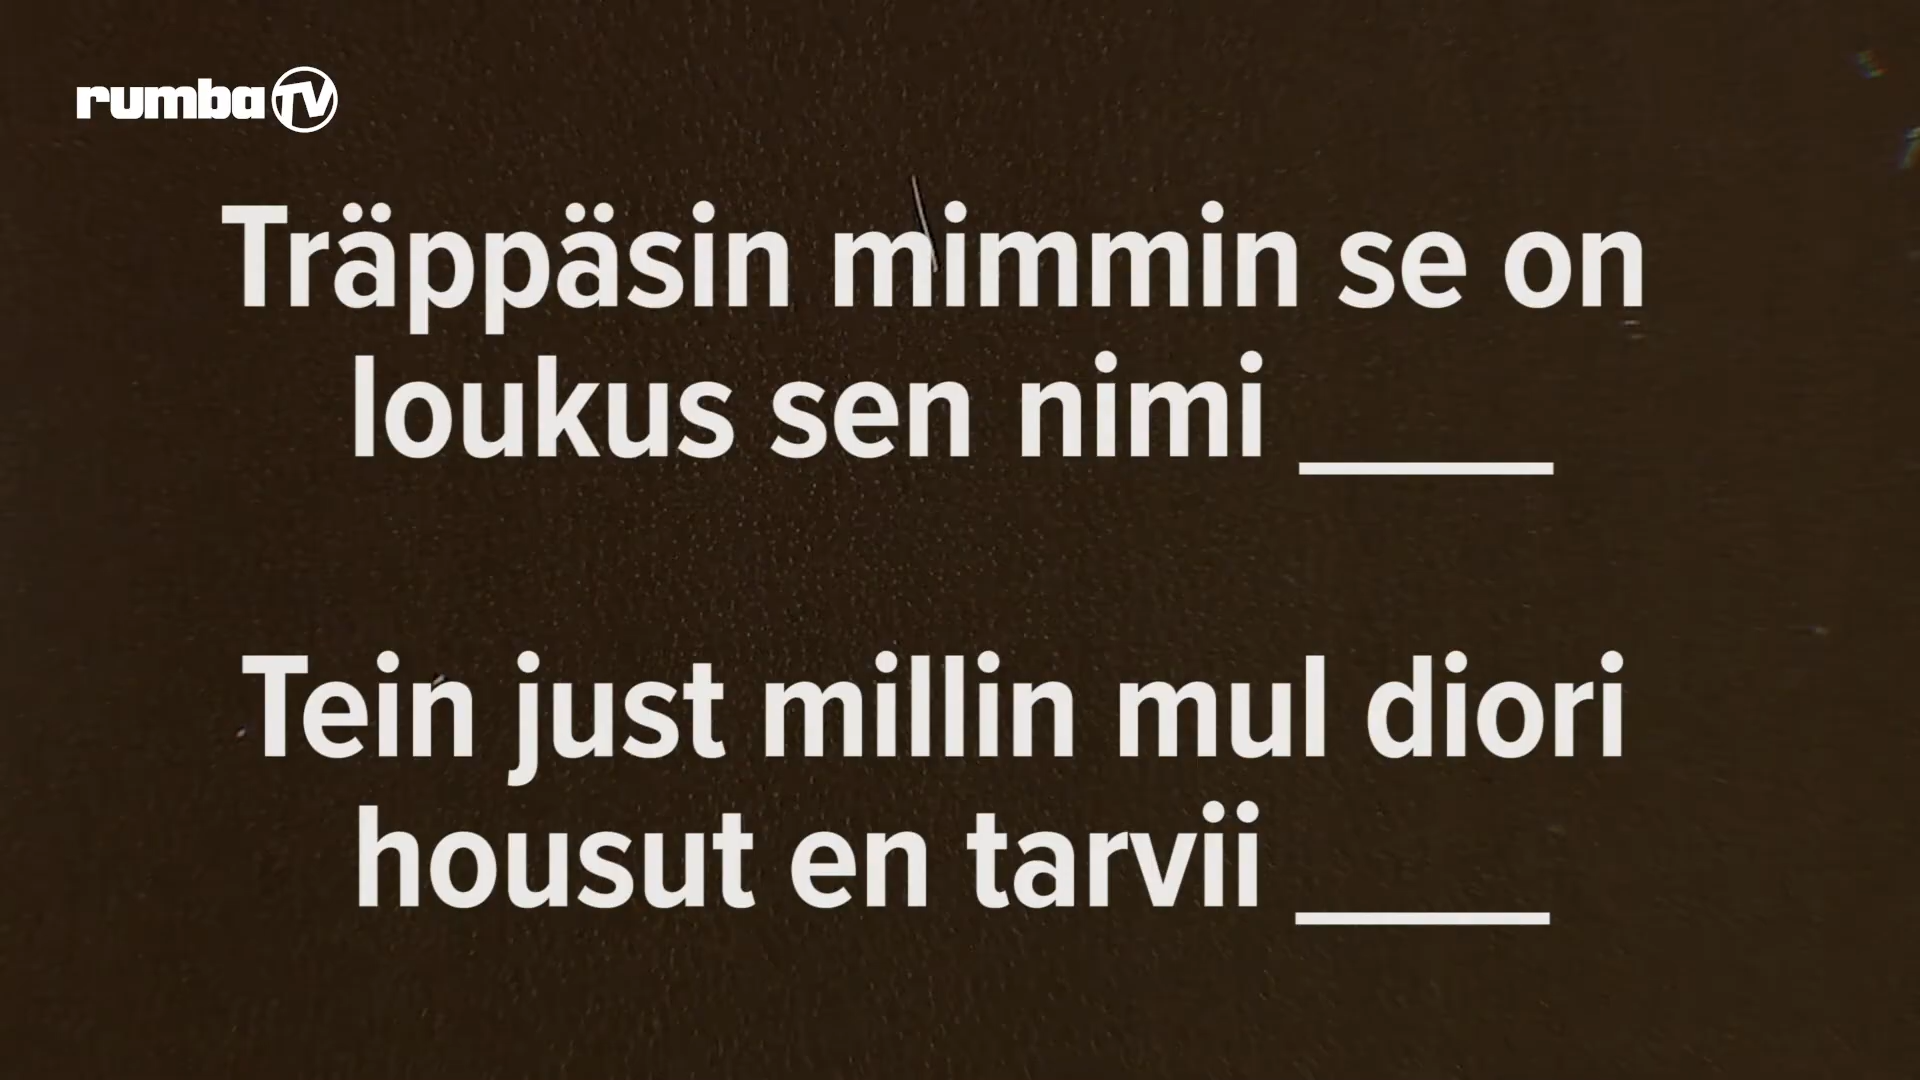 rumba TV
Träppäsin mimmin se on
loukus sen nimi ____
Tein just millin mul diori
housut en tarvii ____